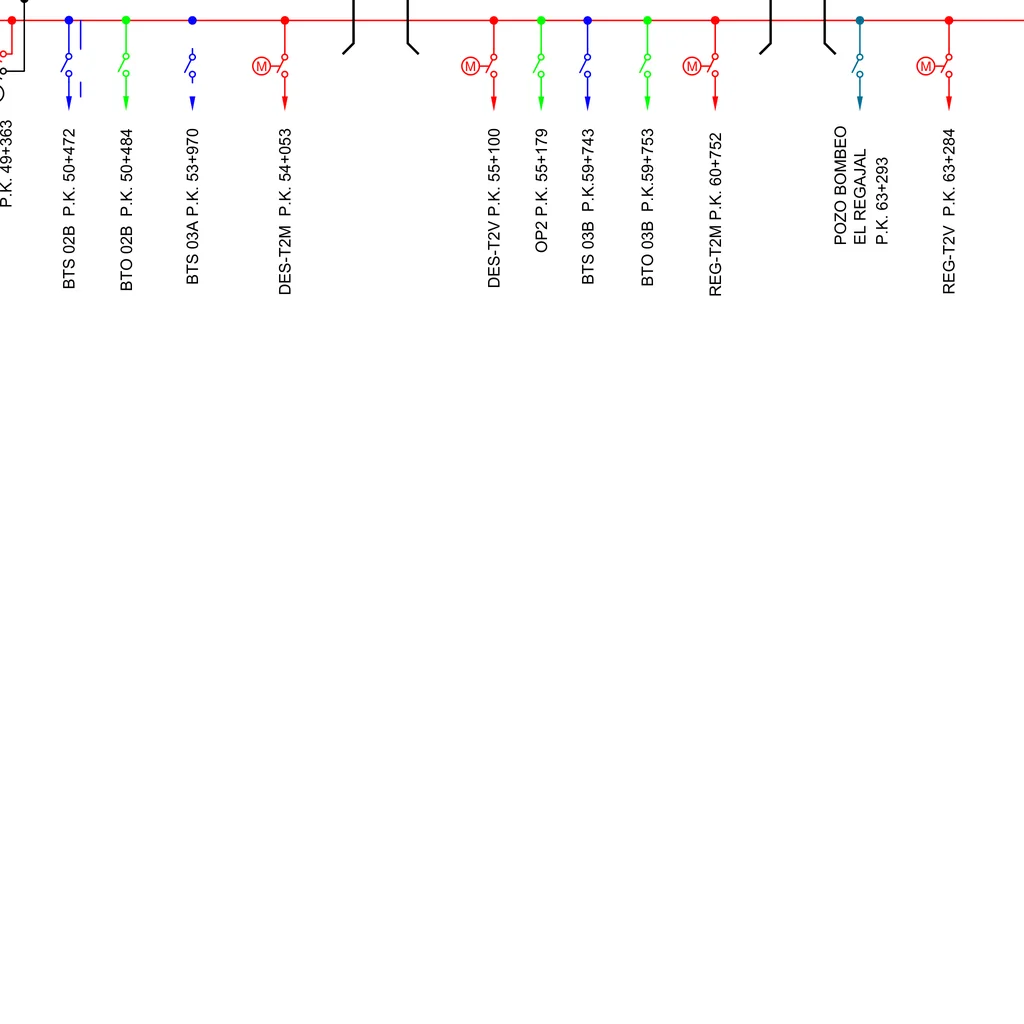 P.K. 49+363
BTS 02B P.K. 50+472
BTO 02B P.K. 50+484
BTS 03A P.K. 53+970
M
DES-T2M P.K. 54+053
M
DES-T2V P.K. 55+100
OP2 P.K. 55+179
BTS 03B P.K.59+743
BTO 03B P.K.59+753
M
REG-T2M P.K. 60+752
POZO BOMBEO
EL REGAJAL
P.K. 63+293
M
REG-T2V P.K. 63+284